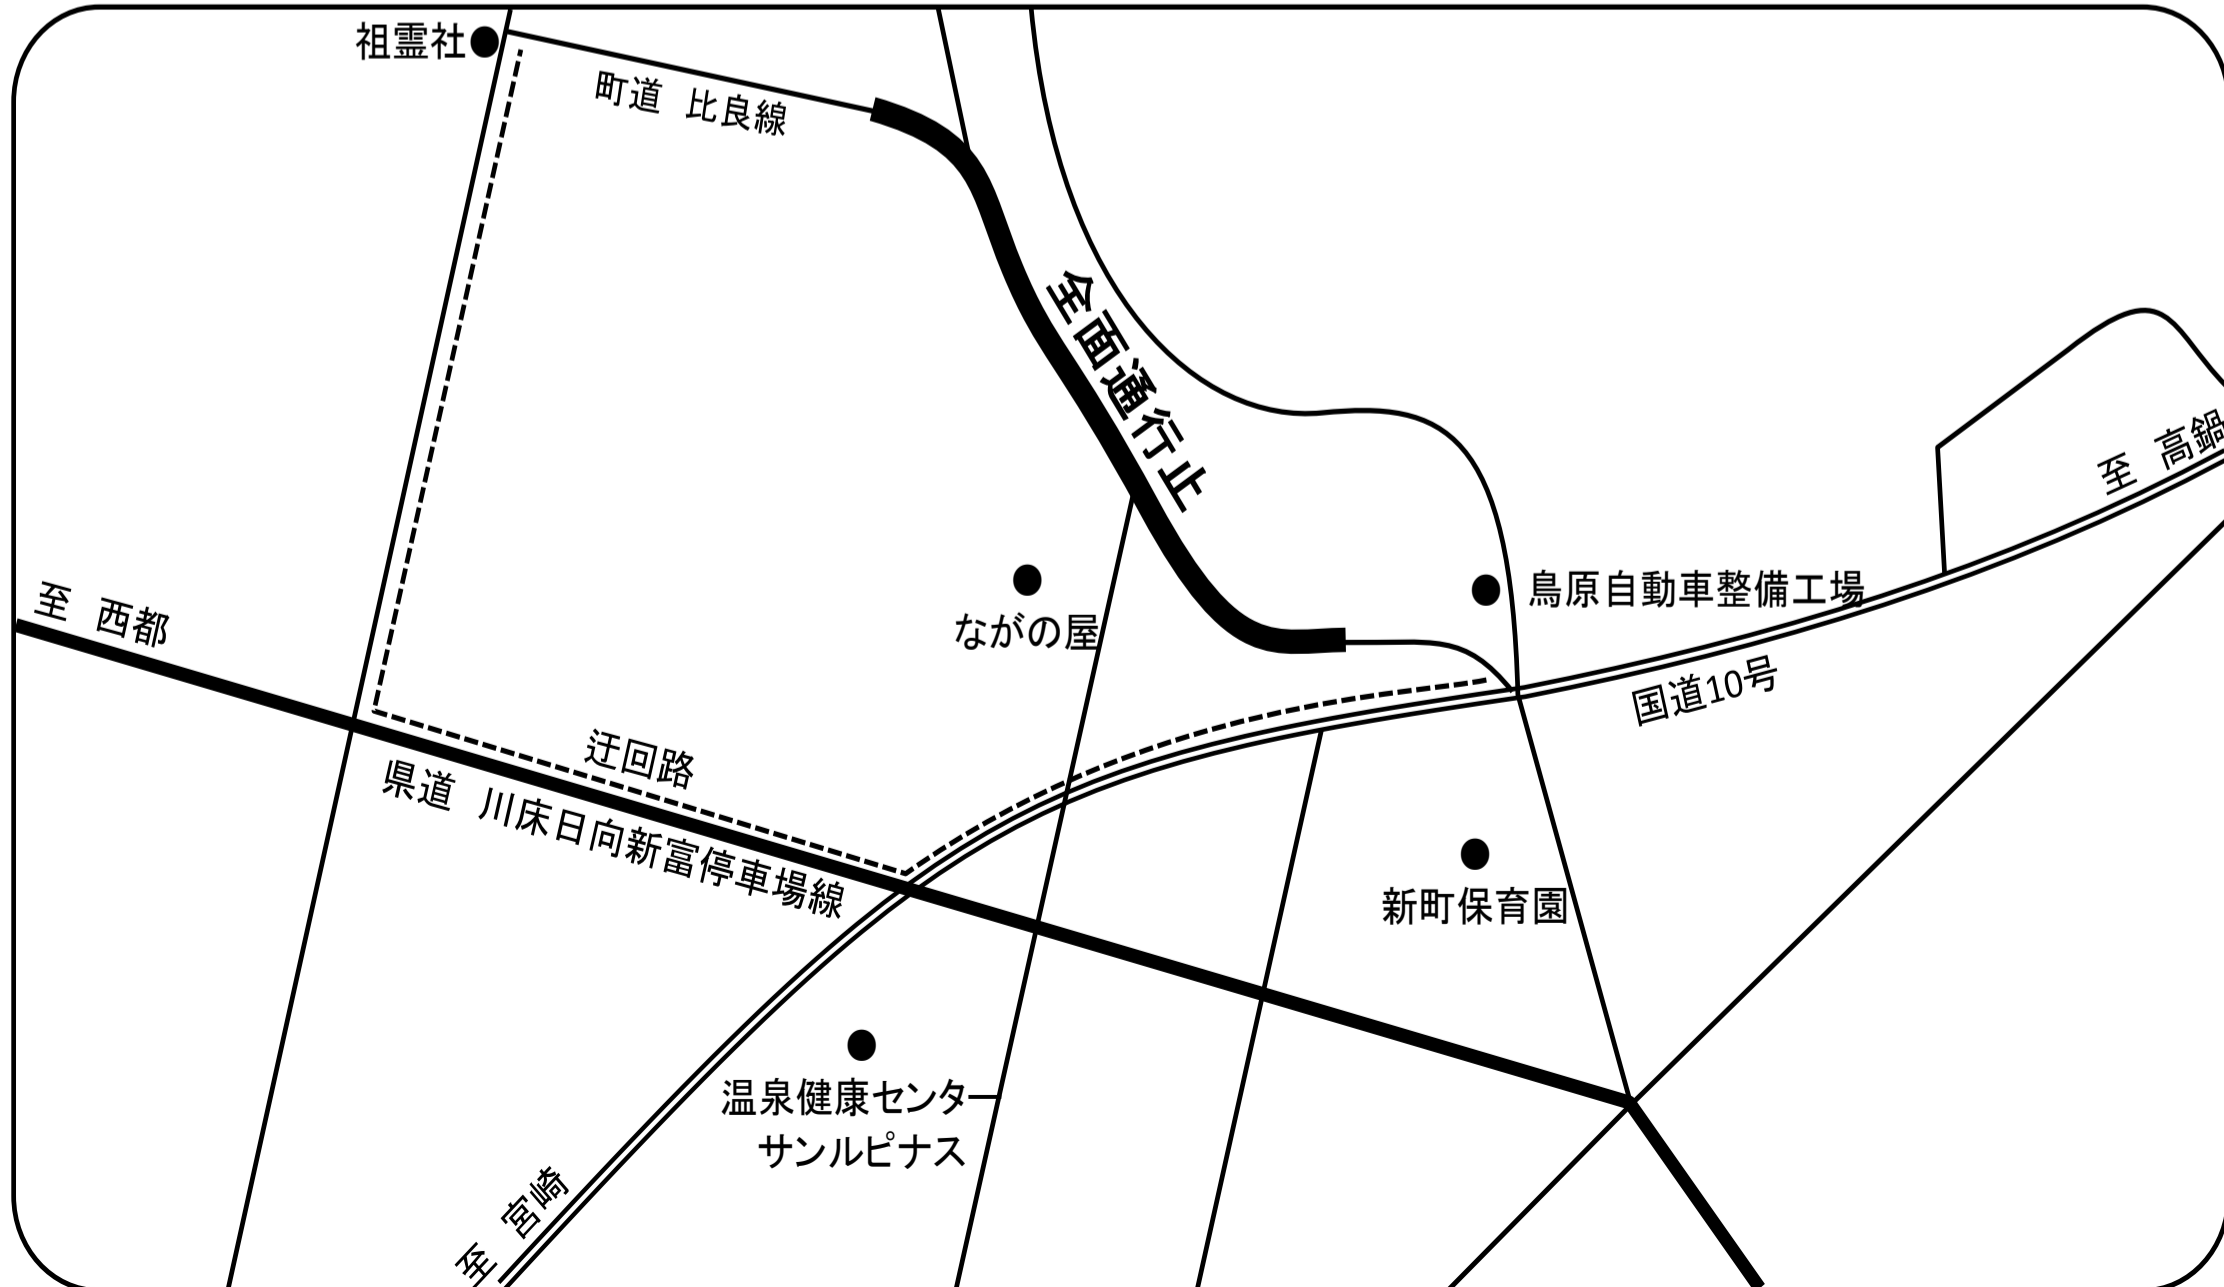 祖霊社
町道 比良線
全面通行止
至 高鍋
至 西都
ながの屋
鳥原自動車整備工場
国道10号
迂回路
県道 川床日向新富停車場線
新町保育園
温泉健康センター
サンルピナス
至 宮崎